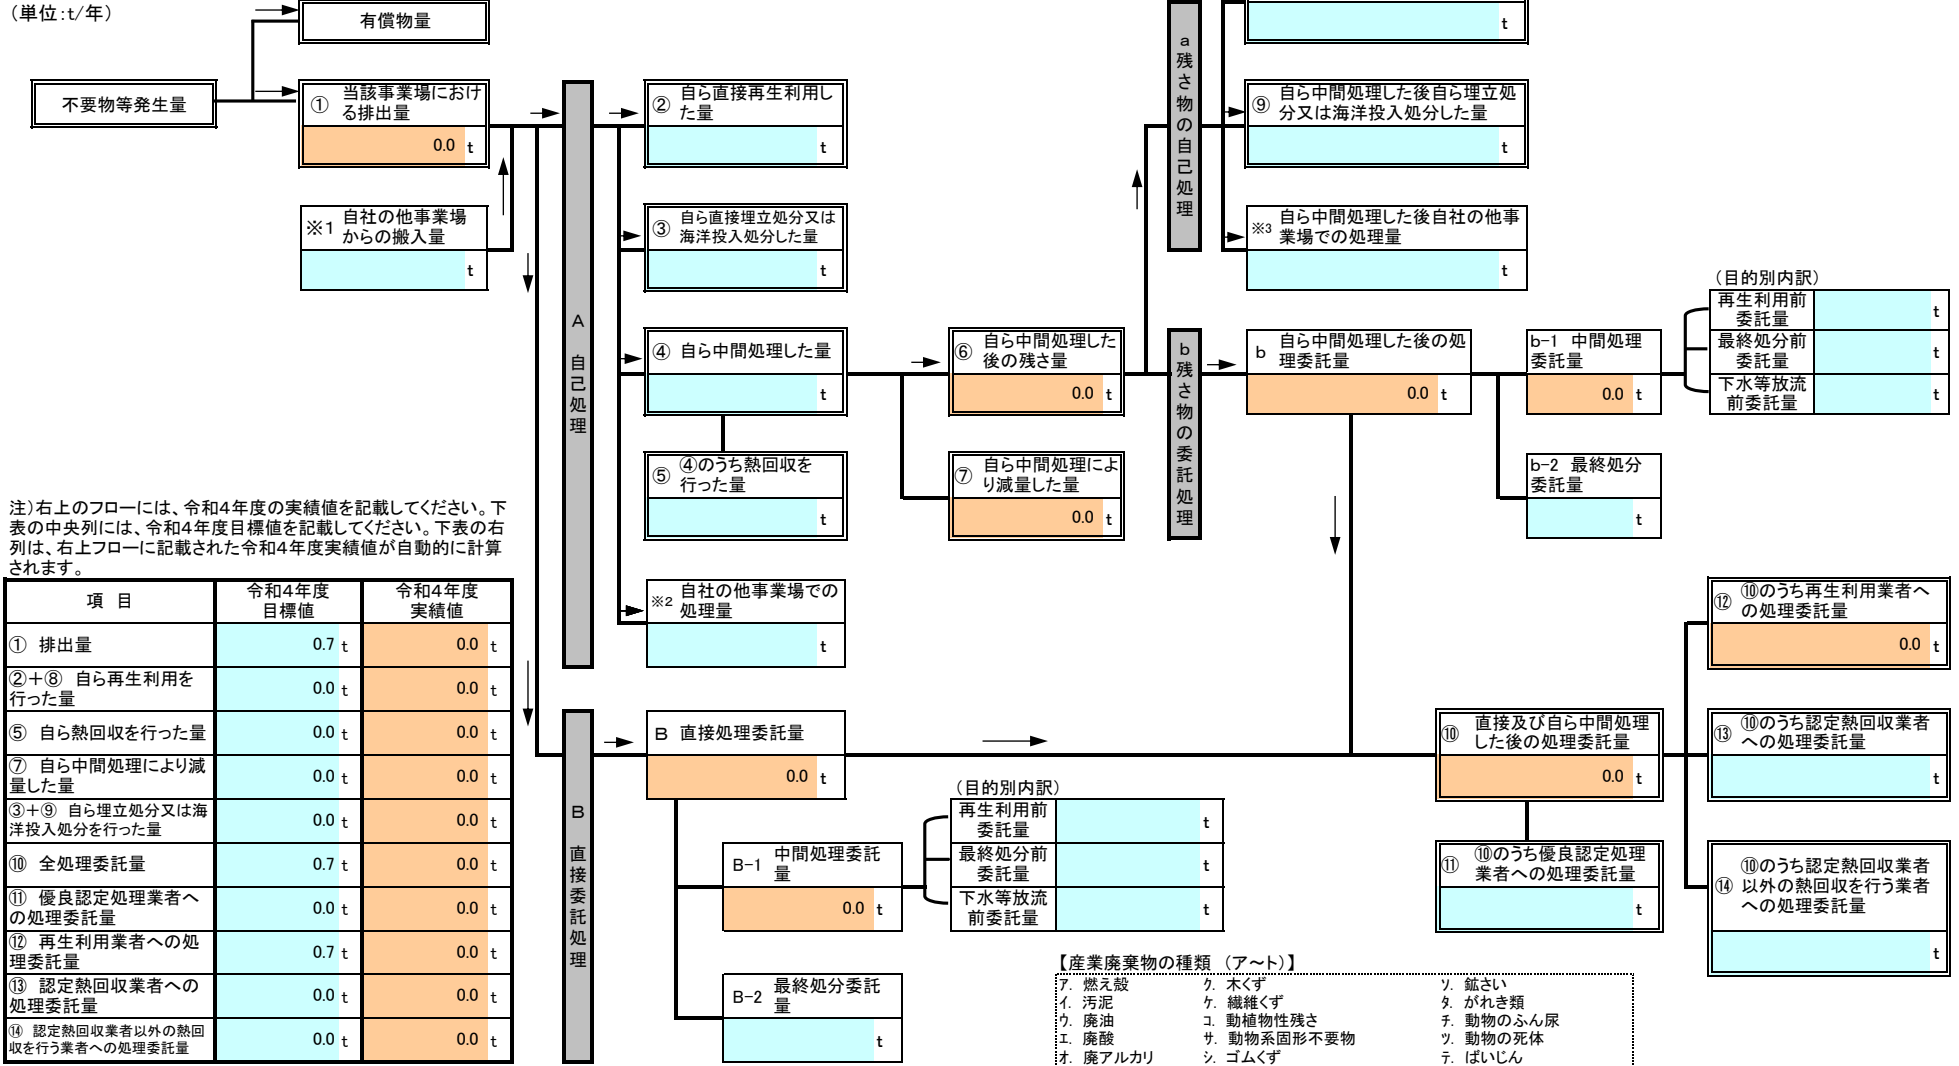 （単位：t/年）
有償物量
t
不要物等発生量
① 当該事業場におけ
る排出量
0.0 t
※1 自社の他事業場
からの搬入量
t
A 自己処理
② 自ら直接再生利用し
た量
t
③ 自ら直接埋立処分又は
海洋投入処分した量
t
④ 自ら中間処理した量
t
⑤ ④のうち熱回収を
行った量
t
※2 自社の他事業場での
処理量
t
⑥ 自ら中間処理した
後の残さ量
0.0 t
⑦ 自ら中間処理によ
り減量した量
0.0 t
a 残さ物の自己処理
⑨ 自ら中間処理した後自ら埋立処
分又は海洋投入処分した量
t
※3 自ら中間処理した後自社の他事
業場での処理量
t
b 残さ物の委託処理
b 自ら中間処理した後の処
理委託量
0.0 t
b-1 中間処理
委託量
0.0 t
（目的別内訳）
再生利用前
委託量
t
最終処分前
委託量
t
下水等放流
前委託量
t
b-2 最終処分
委託量
t
注）右上のフローには、令和４年度の実績値を記載してください。下
表の中央列には、令和４年度目標値を記載してください。下表の右
列は、右上フローに記載された令和４年度実績値が自動的に計算
されます。
項 目
令和４年度
目標値
令和４年度
実績値
① 排出量 0.7 t 0.0 t
②＋⑧ 自ら再生利用を
行った量 0.0 t 0.0 t
⑤ 自ら熱回収を行った量 0.0 t 0.0 t
⑦ 自ら中間処理により減
量した量 0.0 t 0.0 t
③＋⑨ 自ら埋立処分又は海
洋投入処分を行った量 0.0 t 0.0 t
⑩ 全処理委託量 0.7 t 0.0 t
⑪ 優良認定処理業者へ
の処理委託量 0.0 t 0.0 t
⑫ 再生利用業者への処
理委託量 0.7 t 0.0 t
⑬ 認定熱回収業者への
処理委託量 0.0 t 0.0 t
⑭ 認定熱回収業者以外の熱回
収を行う業者への処理委託量 0.0 t 0.0 t
B 直接委託処理
B 直接処理委託量
0.0 t
B-1 中間処理委託
量
0.0 t
（目的別内訳）
再生利用前
委託量
t
最終処分前
委託量
t
下水等放流
前委託量
t
B-2 最終処分委託
量
t
⑩ 直接及び自ら中間処理
した後の処理委託量
0.0 t
⑪ ⑩のうち優良認定処理
業者への処理委託量
t
⑫ ⑩のうち再生利用業者へ
の処理委託量
0.0 t
⑬ ⑩のうち認定熱回収業者
への処理委託量
t
⑭ ⑩のうち認定熱回収業者
以外の熱回収を行う業者
への処理委託量
t
【産業廃棄物の種類 （ア～ト）】
ア. 燃え殻 ク. 木くず ソ. 鉱さい
イ. 汚泥 ケ. 繊維くず タ. がれき類
ウ. 廃油 コ. 動植物性残さ チ. 動物のふん尿
エ. 廃酸 サ. 動物系固形不要物 ツ. 動物の死体
オ. 廃アルカリ シ. ゴムくず テ. ばいじん